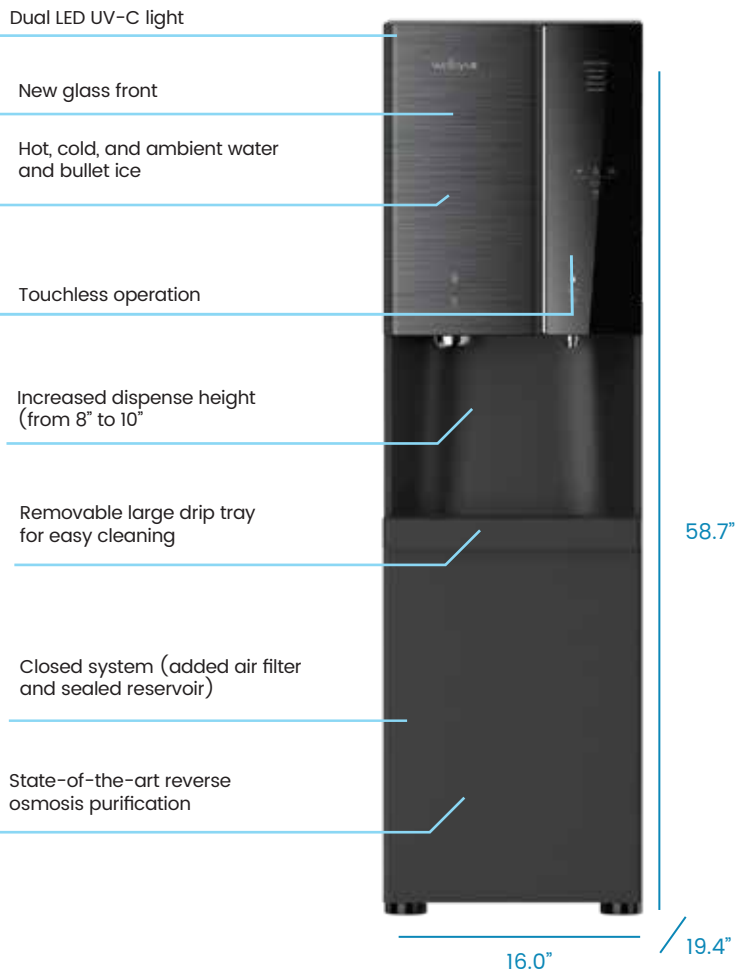 Dual LED UV-C light
New glass front
Hot, cold, and ambient water
and bullet ice
Touchless operation
Increased dispense height
(from 8” to 10”
Removable large drip tray
for easy cleaning
58.7”
Closed system (added air filter
and sealed reservoir)
State-of-the-art reverse
osmosis purification
16.0”
19.4”